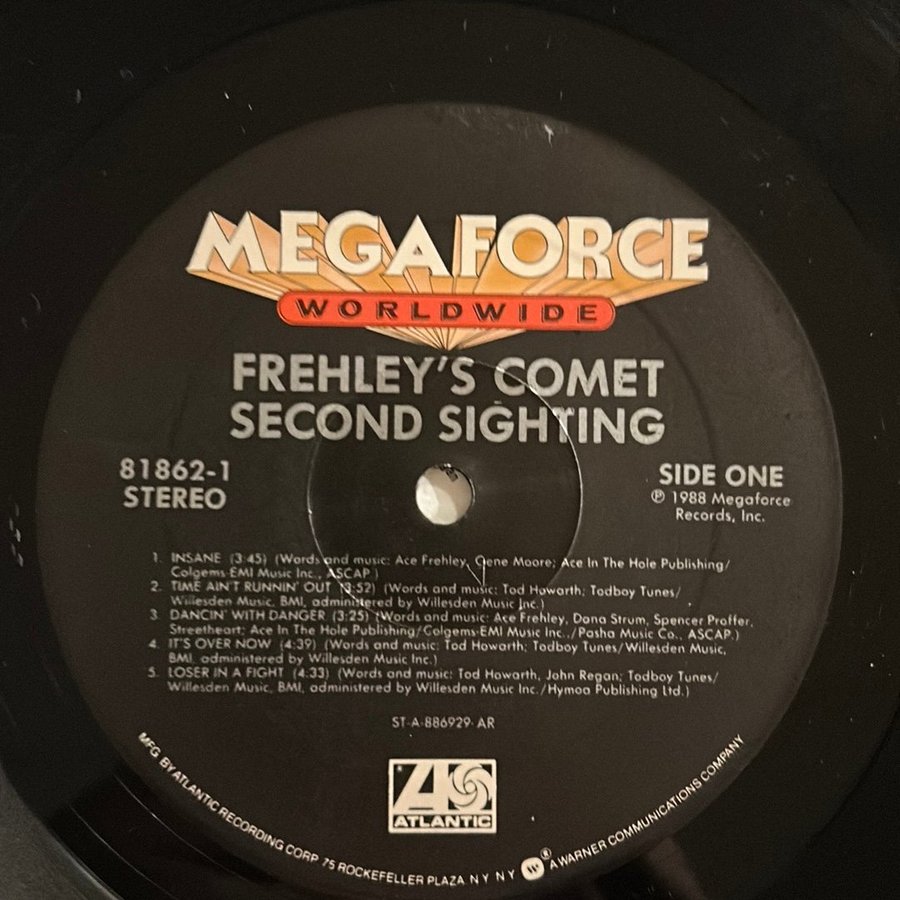 MEGAFORCE
WORLDWIDE
FREHLEY'S COMET
SECOND SIGHTING
81862-1
STEREO
SIDE ONE
℗ 1988 Megaforce
Records, Inc.
1. INSANE (3:45) (Words and music: Ace Frehley, Gene Moore; Ace In The Hole Publishing/
Colgems-EMI Music Inc., ASCAP.)
2. TIME AIN'T RUNNIN' OUT (3:52) (Words and music: Tod Howarth; Todboy Tunes/
Willesden Music, BMI, administered by Willesden Music Inc.)
3. DANCIN' WITH DANGER (3:25) (Words and music: Ace Frehley, Dana Strum, Spencer Proffer,
Streetheart; Ace In The Hole Publishing/Colgems-EMI Music Inc../Pasha Music Co., ASCAP.)
4. IT'S OVER NOW (4:39) (Words and music: Tod Howarth; Todboy Tunes/Willesden Music,
BMI, administered by Willesden Music Inc.)
5. LOSER IN A FIGHT (4:33) (Words and music: Tod Howarth, John Regan; Todboy Tunes/
Willesden Music, BMI, administered by Willesden Music Inc./Hymoa Publishing Ltd.)
ST-A-886929-AR
ATLANTIC
MFG BY ATLANTIC RECORDING CORP 75 ROCKEFELLER PLAZA N Y N Y ® A WARNER COMMUNICATIONS COMPANY